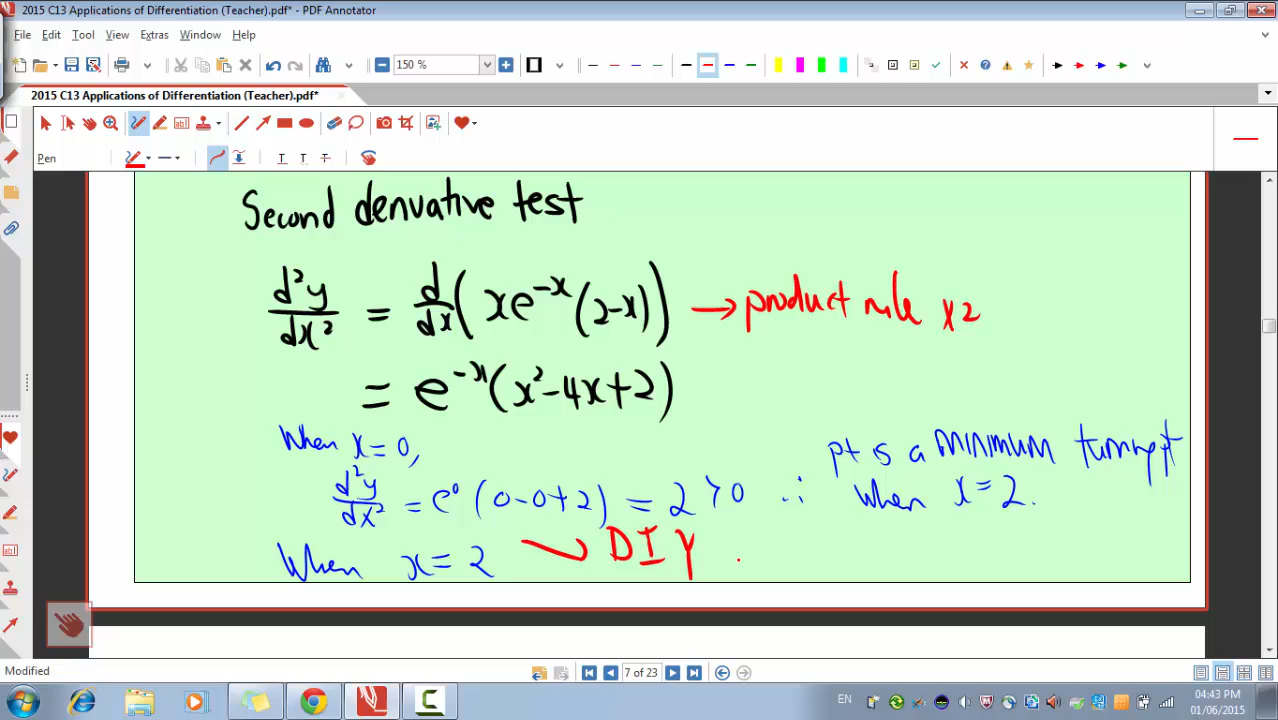 2015 C13 Applications of Differentiation (Teacher).pdf* - PDF Annotator
File Edit Tool View Extras Window Help
150 %
2015 C13 Applications of Differentiation (Teacher).pdf*
Pen
Second derivative test
d²y/dx² = d/dx (xe^-x (2-x)) → product rule x2
= e^-x (x²-4x+2)
When x=0,
d²y/dx² = e⁰ (0-0+2) = 2 > 0 ∴ pt is a minimum turng pt
when x=2.
When x=2 → DIY
Modified
7 of 23
EN
04:43 PM
01/06/2015